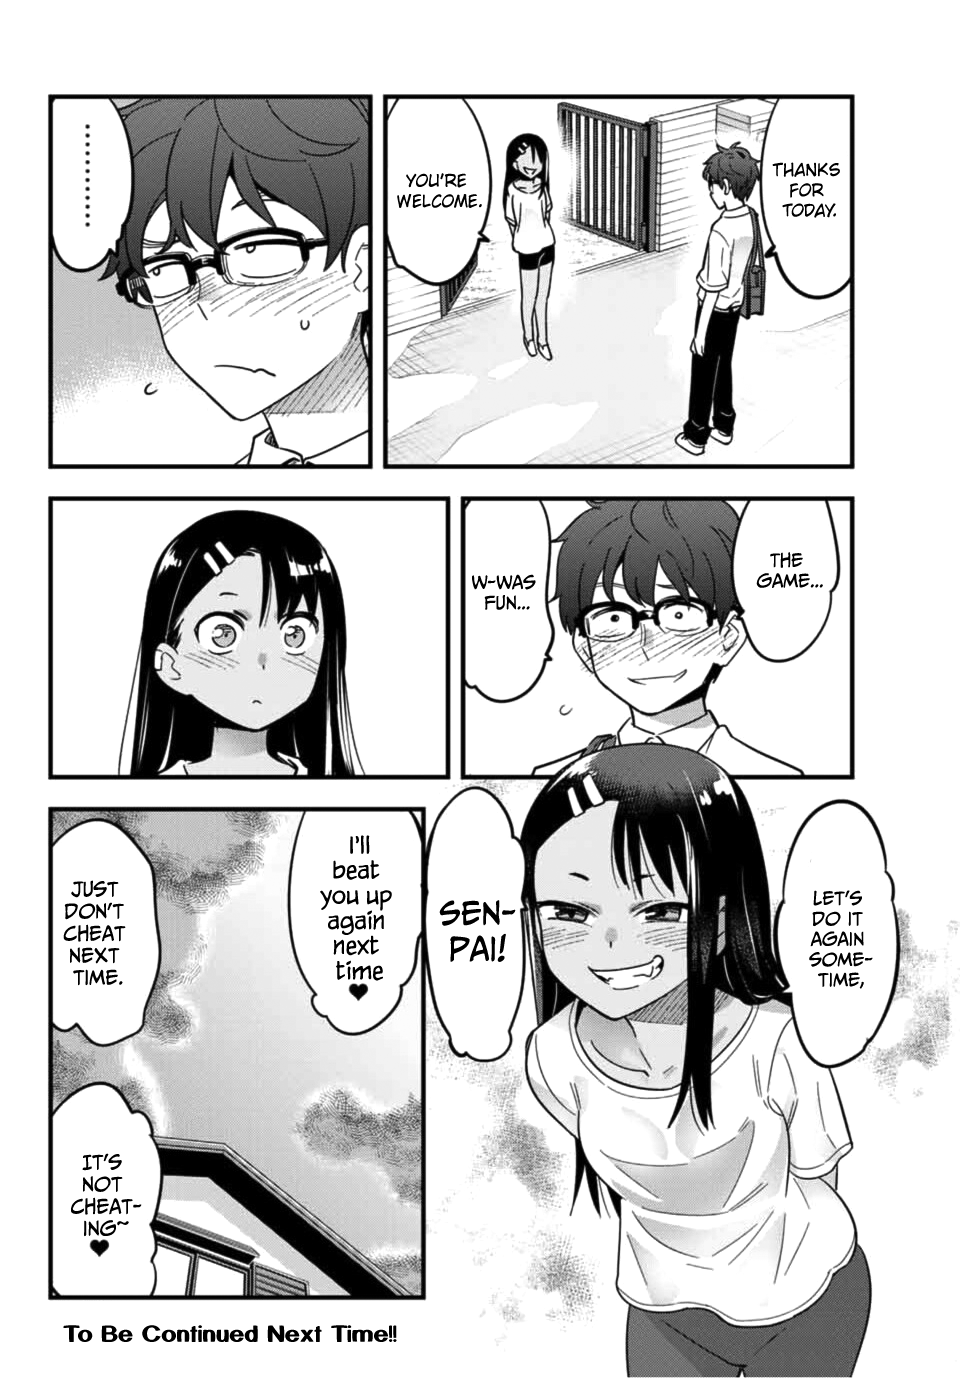 THANKS
FOR
TODAY.
YOU'RE
WELCOME.
..........
THE
GAME...
W-WAS
FUN...
LET'S
DO IT
AGAIN
SOME-
TIME,
SEN-
PAI!
I'll
beat
you up
again
next
time
♥
JUST
DON'T
CHEAT
NEXT
TIME.
IT'S
NOT
CHEAT-
ING~
♥
To Be Continued Next Time!!